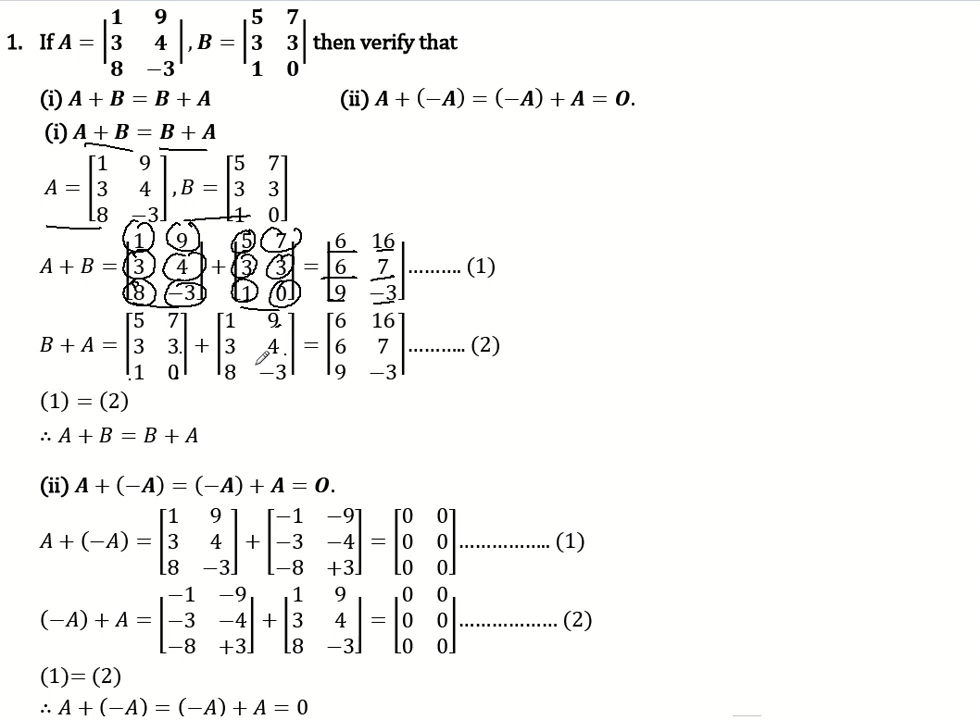 1. If A = |1 9; 3 4; 8 −3|, B = |5 7; 3 3; 1 0| then verify that
(i) A + B = B + A (ii) A + (−A) = (−A) + A = O.
(i) A + B = B + A
A = [1 9; 3 4; 8 −3], B = [5 7; 3 3; 1 0]
A + B = [1 9; 3 4; 8 −3] + [5 7; 3 3; 1 0] = [6 16; 6 7; 9 −3] .......... (1)
B + A = [5 7; 3 3; 1 0] + [1 9; 3 4; 8 −3] = [6 16; 6 7; 9 −3] ........... (2)
(1) = (2)
∴ A + B = B + A
(ii) A + (−A) = (−A) + A = O.
A + (−A) = [1 9; 3 4; 8 −3] + [−1 −9; −3 −4; −8 +3] = [0 0; 0 0; 0 0] ................. (1)
(−A) + A = [−1 −9; −3 −4; −8 +3] + [1 9; 3 4; 8 −3] = [0 0; 0 0; 0 0] .................. (2)
(1)= (2)
∴ A + (−A) = (−A) + A = 0